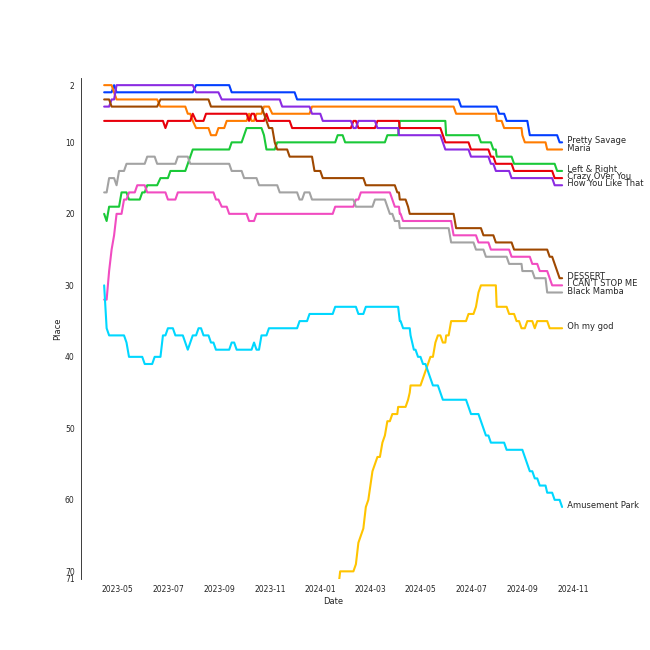 2
10
20
30
40
50
60
70
71
Place
2023-05
2023-07
2023-09
2023-11
2024-01
2024-03
2024-05
2024-07
2024-09
2024-11
Date
Pretty Savage
Maria
Left & Right
Crazy Over You
How You Like That
DESSERT
I CAN'T STOP ME
Black Mamba
Oh my god
Amusement Park